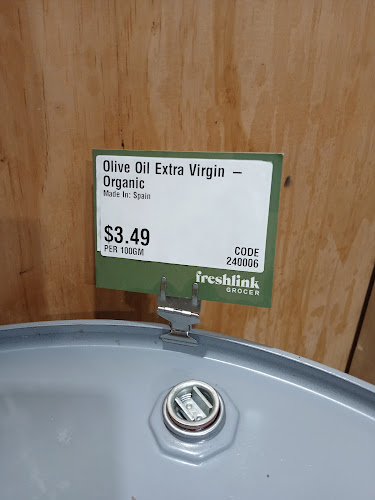 Olive Oil Extra Virgin –
Organic
Made In: Spain
$3.49
PER 100GM
CODE
240006
freshlink
GROCER